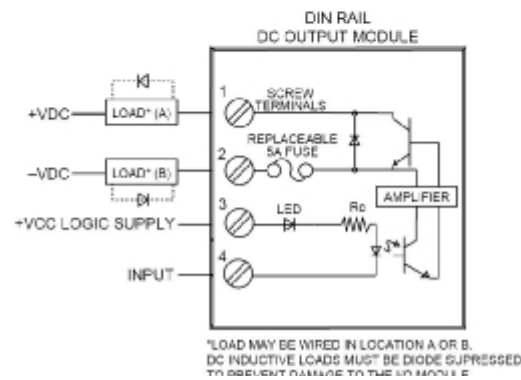 DIN RAIL
DC OUTPUT MODULE
1
SCREW
TERMINALS
+VDC
LOAD* (A)
REPLACEABLE
5A FUSE
2
-VDC
LOAD* (B)
AMPLIFIER
3
+VCC LOGIC SUPPLY
LED
Rc
4
INPUT
*LOAD MAY BE WIRED IN LOCATION A OR B.
DC INDUCTIVE LOADS MUST BE DIODE SUPRESSED
TO PREVENT DAMAGE TO THE I/O MODULE